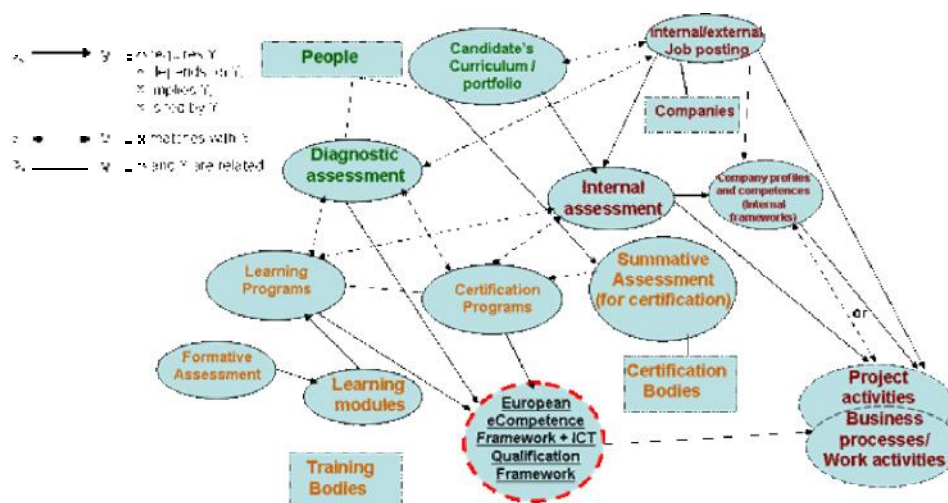 People
Candidate's
Curriculum /
portfolio
Internal/external
Job posting
Companies
matches with
and Y are related
Diagnostic
assessment
Internal
assessment
Company profiles
and competences
(Internal
frameworks)
Learning
Programs
Certification
Programs
Summative
Assessment
(for certification)
or
Formative
Assessment
Learning
modules
Certification
Bodies
Project
activities
Business
processes/
Work activities
European
eCompetence
Framework + ICT
Qualification
Framework
Training
Bodies